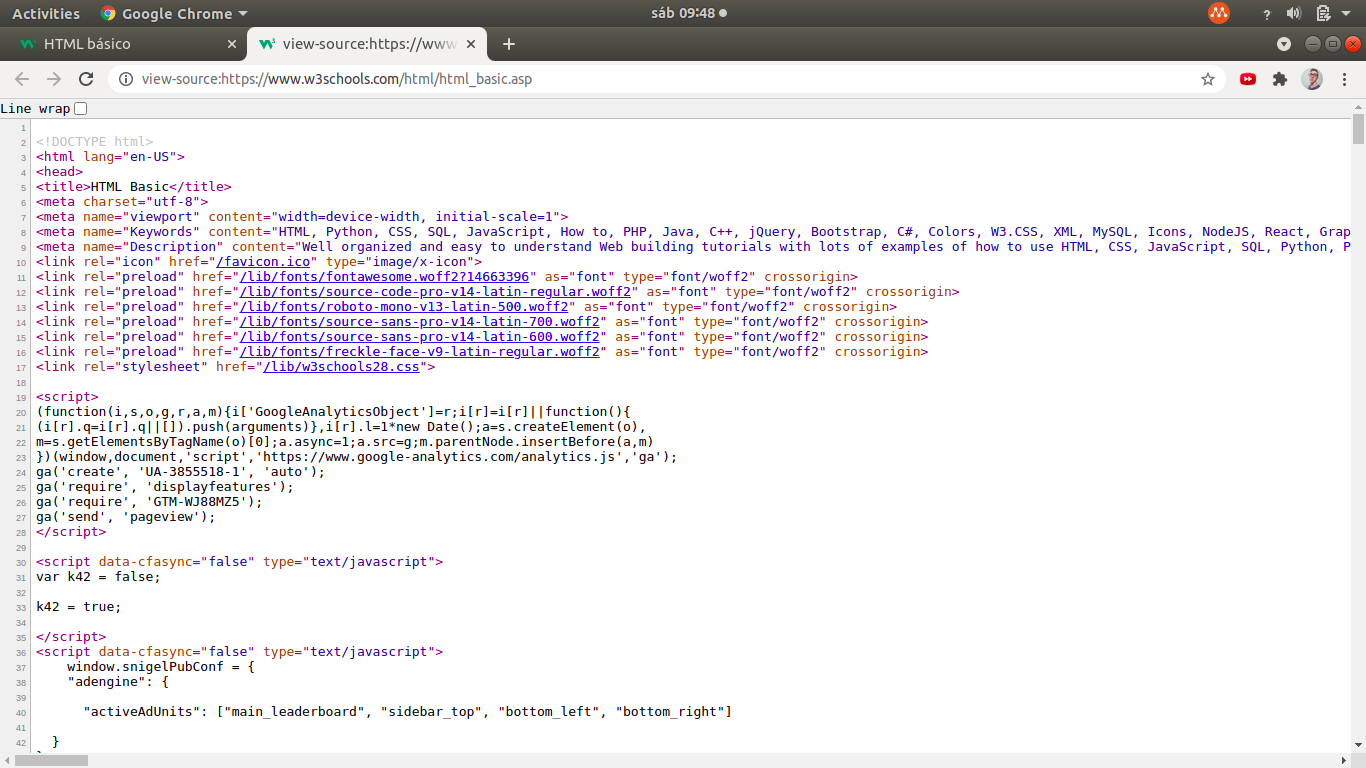 Activities Google Chrome sáb 09:48
HTML básico view-source:https://www
view-source:https://www.w3schools.com/html/html_basic.asp
Line wrap
1
2 <!DOCTYPE html>
3 <html lang="en-US">
4 <head>
5 <title>HTML Basic</title>
6 <meta charset="utf-8">
7 <meta name="viewport" content="width=device-width, initial-scale=1">
8 <meta name="Keywords" content="HTML, Python, CSS, SQL, JavaScript, How to, PHP, Java, C++, jQuery, Bootstrap, C#, Colors, W3.CSS, XML, MySQL, Icons, NodeJS, React, Grap
9 <meta name="Description" content="Well organized and easy to understand Web building tutorials with lots of examples of how to use HTML, CSS, JavaScript, SQL, Python, P
10 <link rel="icon" href="/favicon.ico" type="image/x-icon">
11 <link rel="preload" href="/lib/fonts/fontawesome.woff2?14663396" as="font" type="font/woff2" crossorigin>
12 <link rel="preload" href="/lib/fonts/source-code-pro-v14-latin-regular.woff2" as="font" type="font/woff2" crossorigin>
13 <link rel="preload" href="/lib/fonts/roboto-mono-v13-latin-500.woff2" as="font" type="font/woff2" crossorigin>
14 <link rel="preload" href="/lib/fonts/source-sans-pro-v14-latin-700.woff2" as="font" type="font/woff2" crossorigin>
15 <link rel="preload" href="/lib/fonts/source-sans-pro-v14-latin-600.woff2" as="font" type="font/woff2" crossorigin>
16 <link rel="preload" href="/lib/fonts/freckle-face-v9-latin-regular.woff2" as="font" type="font/woff2" crossorigin>
17 <link rel="stylesheet" href="/lib/w3schools28.css">
18
19 <script>
20 (function(i,s,o,g,r,a,m){i['GoogleAnalyticsObject']=r;i[r]=i[r]||function(){
21 (i[r].q=i[r].q||[]).push(arguments)},i[r].l=1*new Date();a=s.createElement(o),
22 m=s.getElementsByTagName(o)[0];a.async=1;a.src=g;m.parentNode.insertBefore(a,m)
23 })(window,document,'script','https://www.google-analytics.com/analytics.js','ga');
24 ga('create', 'UA-3855518-1', 'auto');
25 ga('require', 'displayfeatures');
26 ga('require', 'GTM-WJ88MZ5');
27 ga('send', 'pageview');
28 </script>
29
30 <script data-cfasync="false" type="text/javascript">
31 var k42 = false;
32
33 k42 = true;
34
35 </script>
36 <script data-cfasync="false" type="text/javascript">
37 window.snigelPubConf = {
38 "adengine": {
39
40 "activeAdUnits": ["main_leaderboard", "sidebar_top", "bottom_left", "bottom_right"]
41
42 }